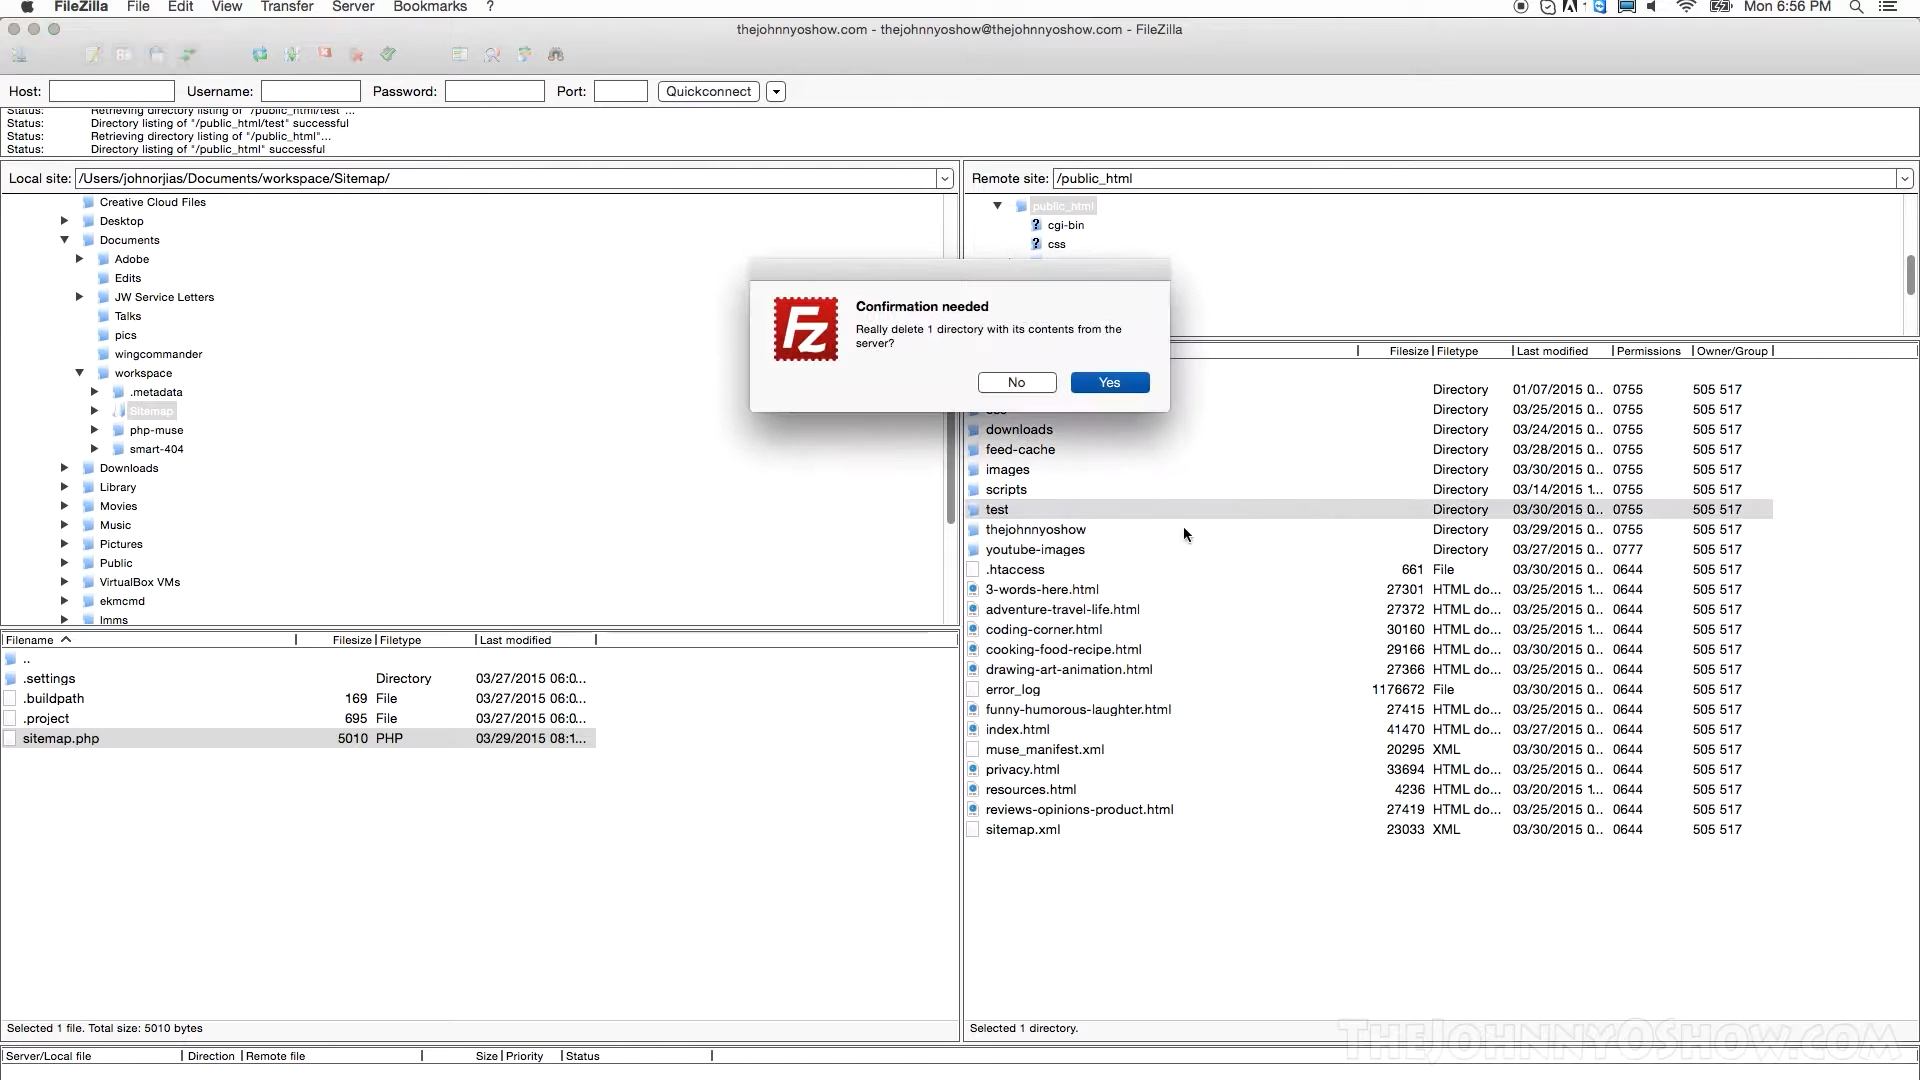 FileZilla File Edit View Transfer Server Bookmarks ? Mon 6:56 PM
thejohnnyoshow.com - thejohnnyoshow@thejohnnyoshow.com - FileZilla
Host: Username: Password: Port: Quickconnect
Status: Retrieving directory listing of "/public_html/test"...
Status: Directory listing of "/public_html/test" successful
Status: Retrieving directory listing of "/public_html"...
Status: Directory listing of "/public_html" successful
Local site: /Users/johnorjias/Documents/workspace/Sitemap/
Creative Cloud Files
Desktop
Documents
Adobe
Edits
JW Service Letters
Talks
pics
wingcommander
workspace
.metadata
Sitemap
php-muse
smart-404
Downloads
Library
Movies
Music
Pictures
Public
VirtualBox VMs
ekmcmd
lmms
Filename Filesize Filetype Last modified
..
.settings Directory 03/27/2015 06:0...
.buildpath 169 File 03/27/2015 06:0...
.project 695 File 03/27/2015 06:0...
sitemap.php 5010 PHP 03/29/2015 08:1...
Selected 1 file. Total size: 5010 bytes
Remote site: /public_html
public_html
cgi-bin
css
Confirmation needed
Really delete 1 directory with its contents from the
server?
No Yes
Filesize Filetype Last modified Permissions Owner/Group
Directory 01/07/2015 0... 0755 505 517
Directory 03/25/2015 0... 0755 505 517
downloads Directory 03/24/2015 0... 0755 505 517
feed-cache Directory 03/28/2015 0... 0755 505 517
images Directory 03/30/2015 0... 0755 505 517
scripts Directory 03/14/2015 1... 0755 505 517
test Directory 03/30/2015 0... 0755 505 517
thejohnnyoshow Directory 03/29/2015 0... 0755 505 517
youtube-images Directory 03/27/2015 0... 0777 505 517
.htaccess 661 File 03/30/2015 0... 0644 505 517
3-words-here.html 27301 HTML do... 03/25/2015 1... 0644 505 517
adventure-travel-life.html 27372 HTML do... 03/25/2015 0... 0644 505 517
coding-corner.html 30160 HTML do... 03/25/2015 1... 0644 505 517
cooking-food-recipe.html 29166 HTML do... 03/25/2015 0... 0644 505 517
drawing-art-animation.html 27366 HTML do... 03/25/2015 0... 0644 505 517
error_log 1176672 File 03/30/2015 0... 0644 505 517
funny-humorous-laughter.html 27415 HTML do... 03/25/2015 0... 0644 505 517
index.html 41470 HTML do... 03/27/2015 0... 0644 505 517
muse_manifest.xml 20295 XML 03/30/2015 0... 0644 505 517
privacy.html 33694 HTML do... 03/25/2015 0... 0644 505 517
resources.html 4236 HTML do... 03/20/2015 1... 0644 505 517
reviews-opinions-product.html 27419 HTML do... 03/25/2015 0... 0644 505 517
sitemap.xml 23033 XML 03/30/2015 0... 0644 505 517
Selected 1 directory.
THEJOHNNYOSHOW.COM
Server/Local file Direction Remote file Size Priority Status